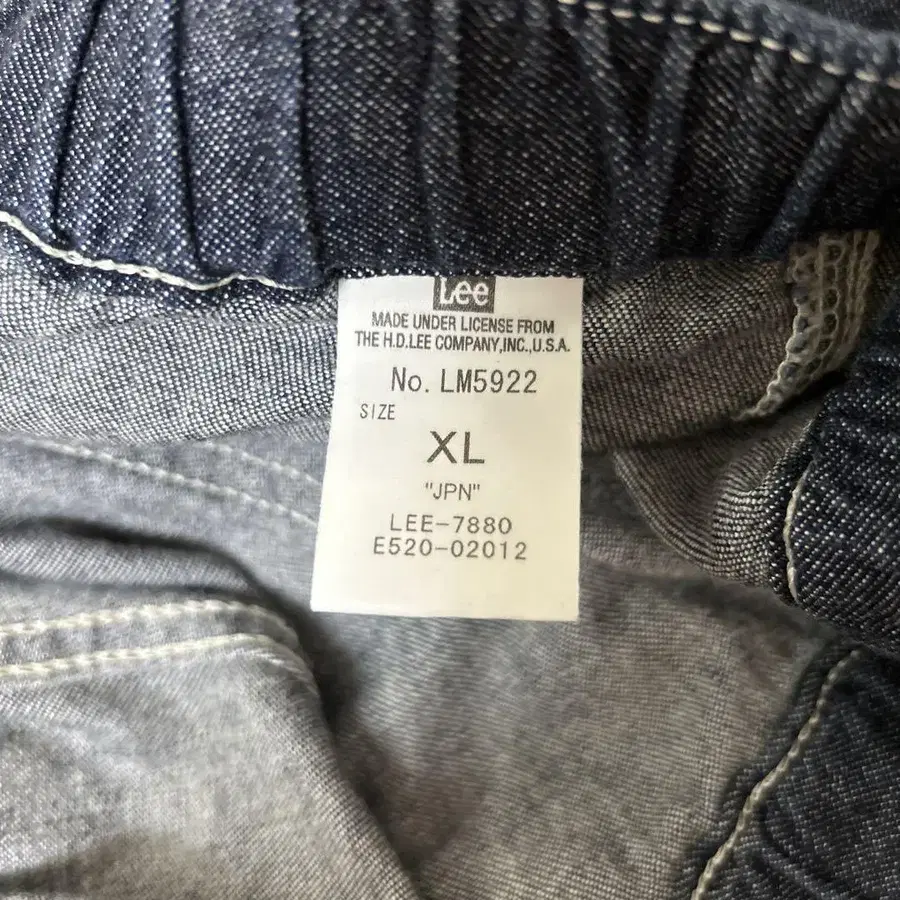 Lee
MADE UNDER LICENSE FROM
THE H.D.LEE COMPANY,INC.,U.S.A.
No. LM5922
SIZE
XL
"JPN"
LEE-7880
E520-02012